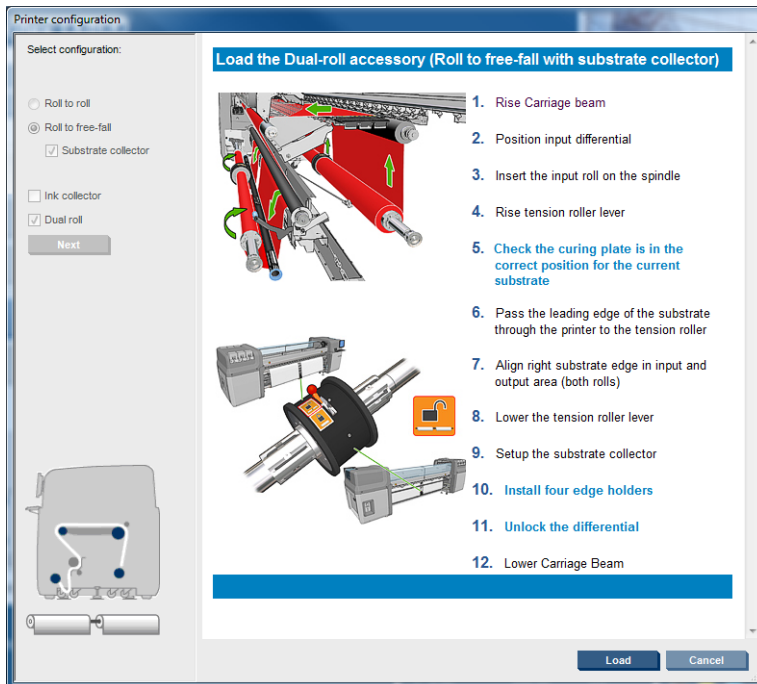 Printer configuration
Select configuration:
Roll to roll
Roll to free-fall
Substrate collector
Ink collector
Dual roll
Next
Load the Dual-roll accessory (Roll to free-fall with substrate collector)
1. Rise Carriage beam
2. Position input differential
3. Insert the input roll on the spindle
4. Rise tension roller lever
5. Check the curing plate is in the
correct position for the current
substrate
6. Pass the leading edge of the substrate
through the printer to the tension roller
7. Align right substrate edge in input and
output area (both rolls)
8. Lower the tension roller lever
9. Setup the substrate collector
10. Install four edge holders
11. Unlock the differential
12. Lower Carriage Beam
Load
Cancel